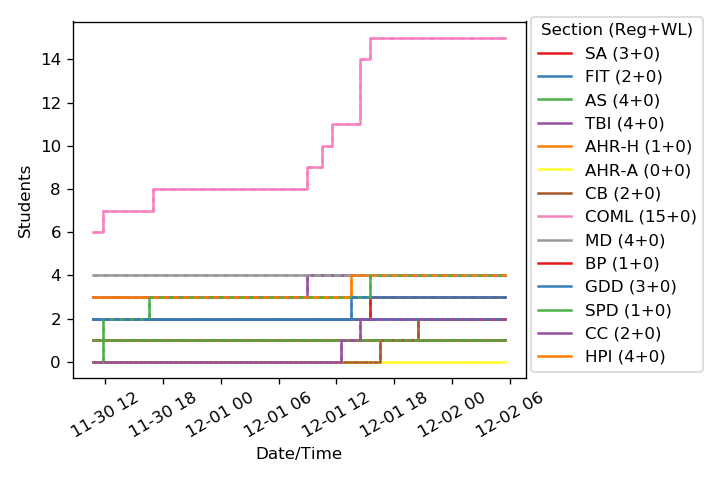 Section (Reg+WL)
SA (3+0)
FIT (2+0)
AS (4+0)
TBI (4+0)
AHR-H (1+0)
AHR-A (0+0)
CB (2+0)
COML (15+0)
MD (4+0)
BP (1+0)
GDD (3+0)
SPD (1+0)
CC (2+0)
HPI (4+0)
Students
14
12
10
8
6
4
2
0
11-30 12
11-30 18
12-01 00
12-01 06
12-01 12
12-01 18
12-02 00
12-02 06
Date/Time